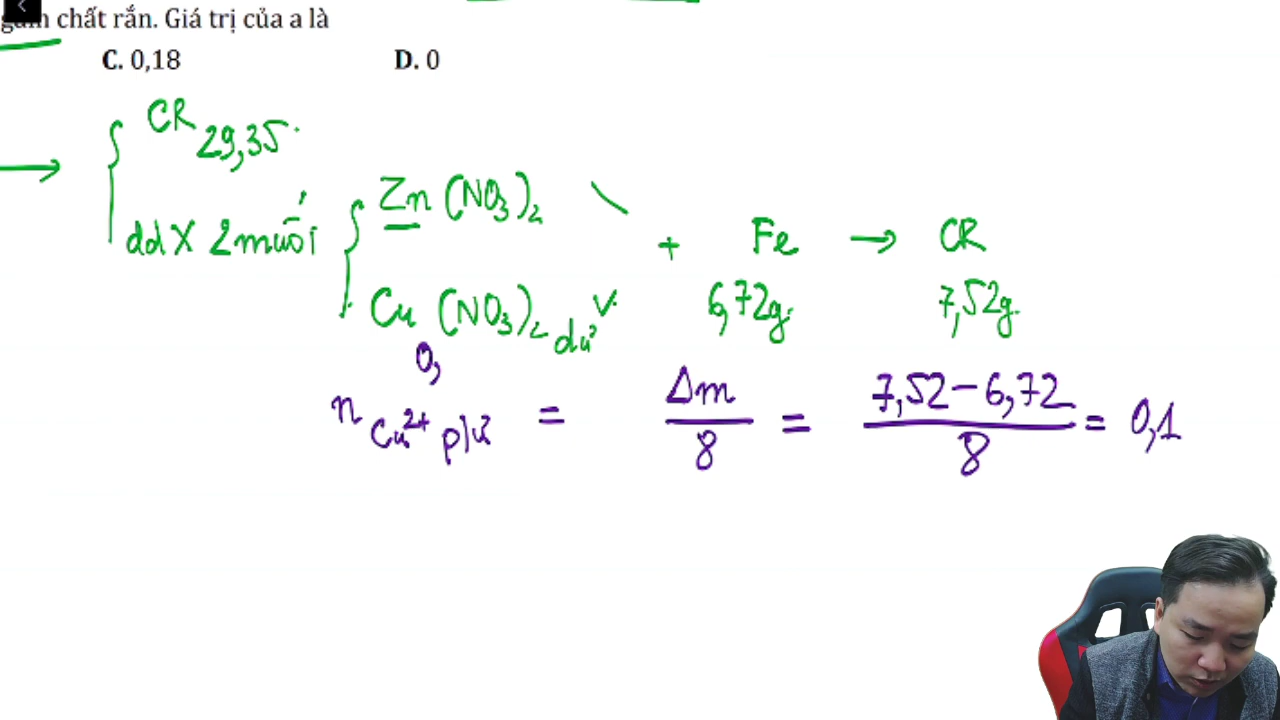 gam chất rắn. Giá trị của a là
C. 0,18 D. 0
→ { CR 29,35
ddX 2 muối { Zn(NO₃)₂
Cu(NO₃)₂ dư
+ Fe → CR
6,72g 7,52g
0,
n Cu²⁺ p/ư = Δm/8 = (7,52 − 6,72)/8 = 0,1